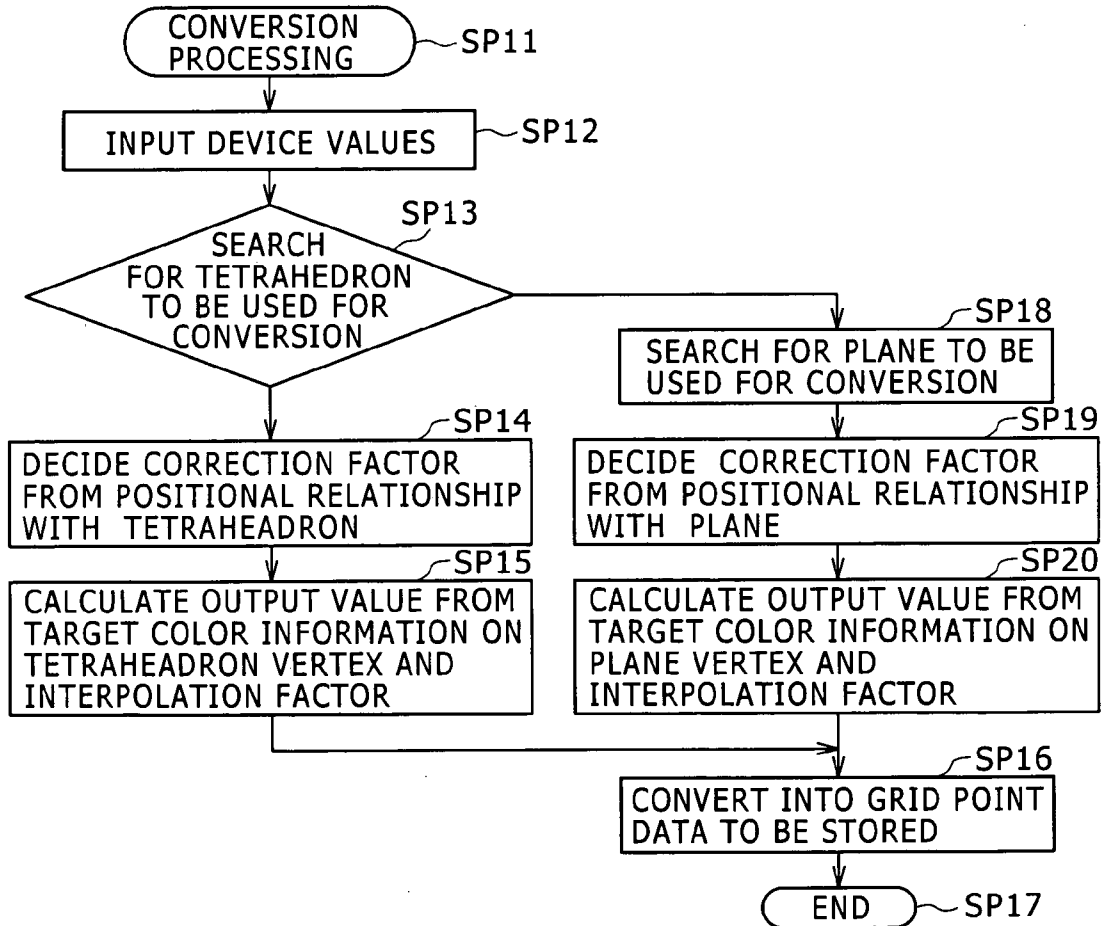 CONVERSION
PROCESSING
SP11
INPUT DEVICE VALUES
SP12
SP13
SEARCH
FOR TETRAHEDRON
TO BE USED FOR
CONVERSION
SP14
DECIDE CORRECTION FACTOR
FROM POSITIONAL RELATIONSHIP
WITH TETRAHEADRON
SP15
CALCULATE OUTPUT VALUE FROM
TARGET COLOR INFORMATION ON
TETRAHEADRON VERTEX AND
INTERPOLATION FACTOR
SP18
SEARCH FOR PLANE TO BE
USED FOR CONVERSION
SP19
DECIDE CORRECTION FACTOR
FROM POSITIONAL RELATIONSHIP
WITH PLANE
SP20
CALCULATE OUTPUT VALUE FROM
TARGET COLOR INFORMATION ON
PLANE VERTEX AND
INTERPOLATION FACTOR
SP16
CONVERT INTO GRID POINT
DATA TO BE STORED
END
SP17